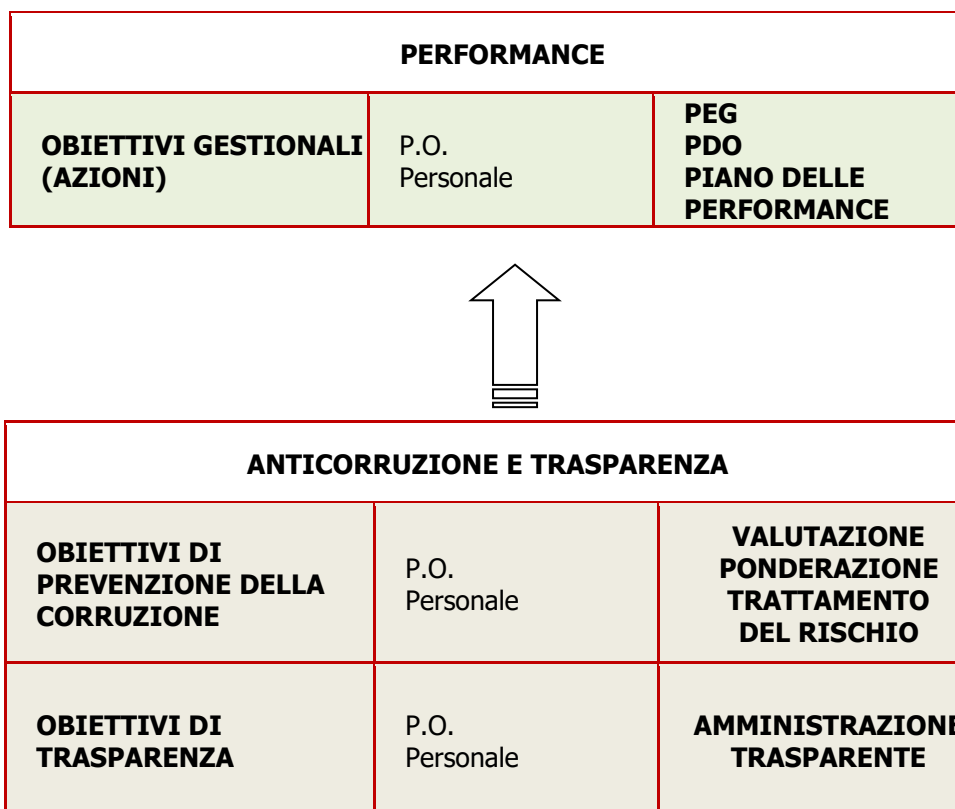 PERFORMANCE
OBIETTIVI GESTIONALI
(AZIONI)
P.O.
Personale
PEG
PDO
PIANO DELLE
PERFORMANCE
ANTICORRUZIONE E TRASPARENZA
OBIETTIVI DI
PREVENZIONE DELLA
CORRUZIONE
P.O.
Personale
VALUTAZIONE
PONDERAZIONE
TRATTAMENTO
DEL RISCHIO
OBIETTIVI DI
TRASPARENZA
P.O.
Personale
AMMINISTRAZIONE
TRASPARENTE